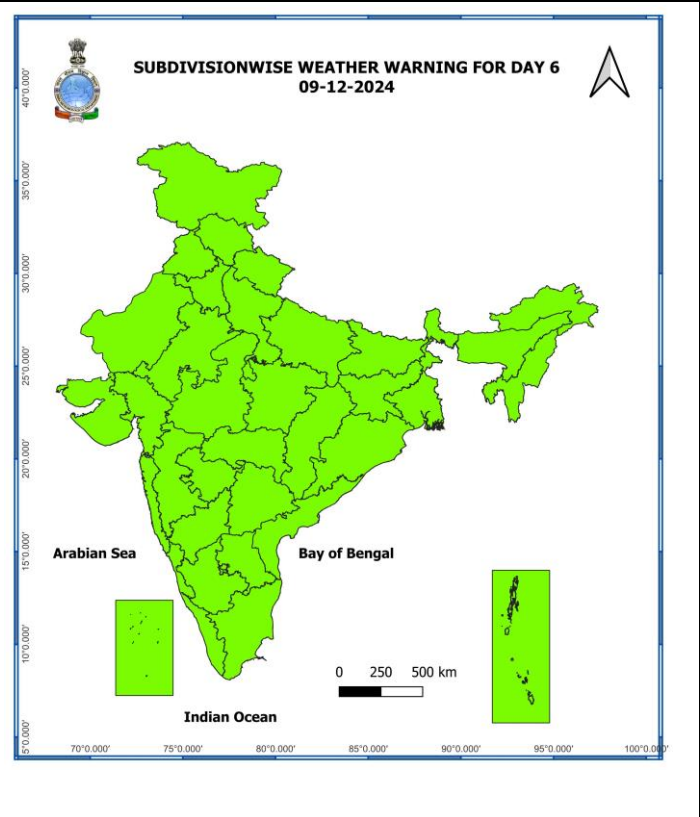 SUBDIVISIONWISE WEATHER WARNING FOR DAY 6
09-12-2024
40°0.000'
35°0.000'
30°0.000'
25°0.000'
20°0.000'
15°0.000'
10°0.000'
5°0.000'
Arabian Sea
Bay of Bengal
0 250 500 km
Indian Ocean
70°0.000' 75°0.000' 80°0.000' 85°0.000' 90°0.000' 95°0.000' 100°0.000'